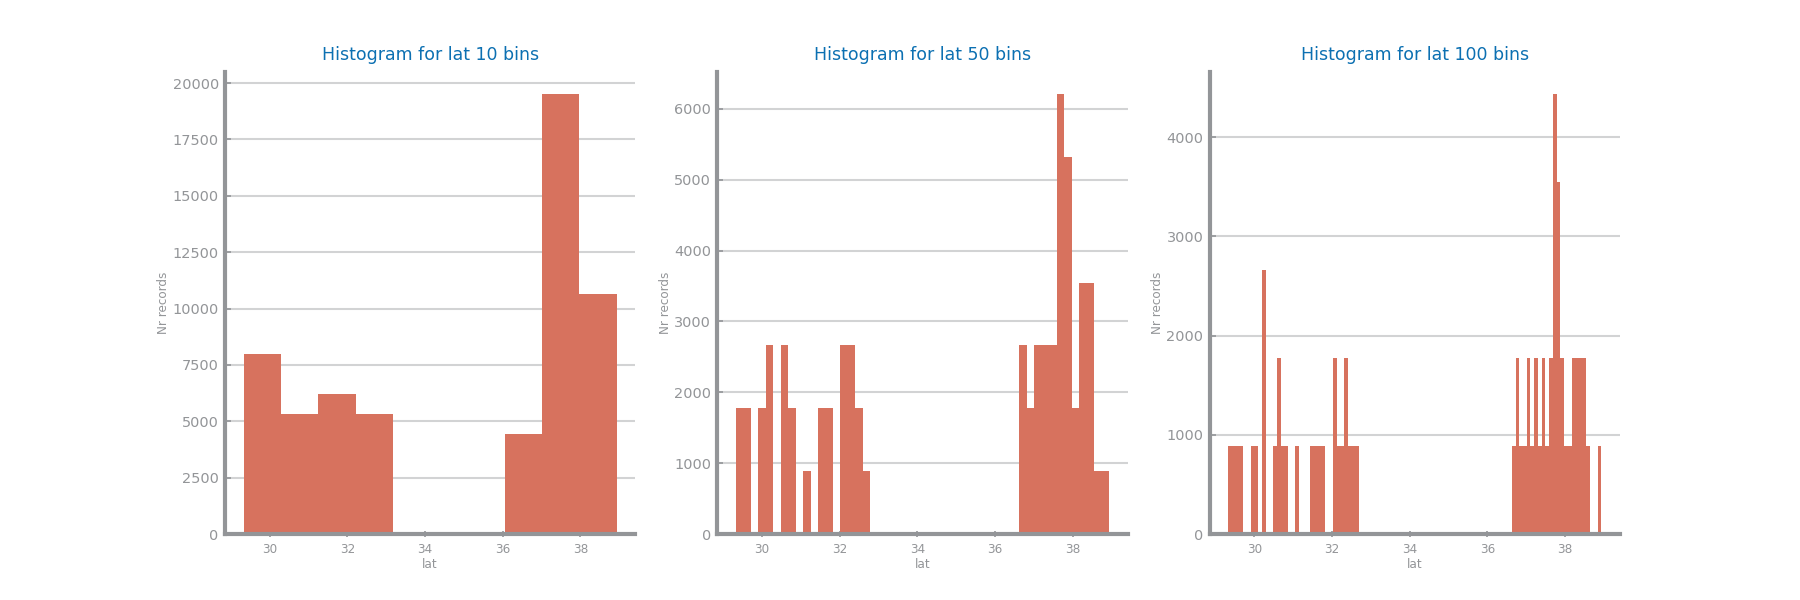 Histogram for lat 10 bins
20000
17500
15000
12500
10000
7500
5000
2500
0
Nr records
30 32 34 36 38
lat
Histogram for lat 50 bins
6000
5000
4000
3000
2000
1000
0
Nr records
30 32 34 36 38
lat
Histogram for lat 100 bins
4000
3000
2000
1000
0
Nr records
30 32 34 36 38
lat